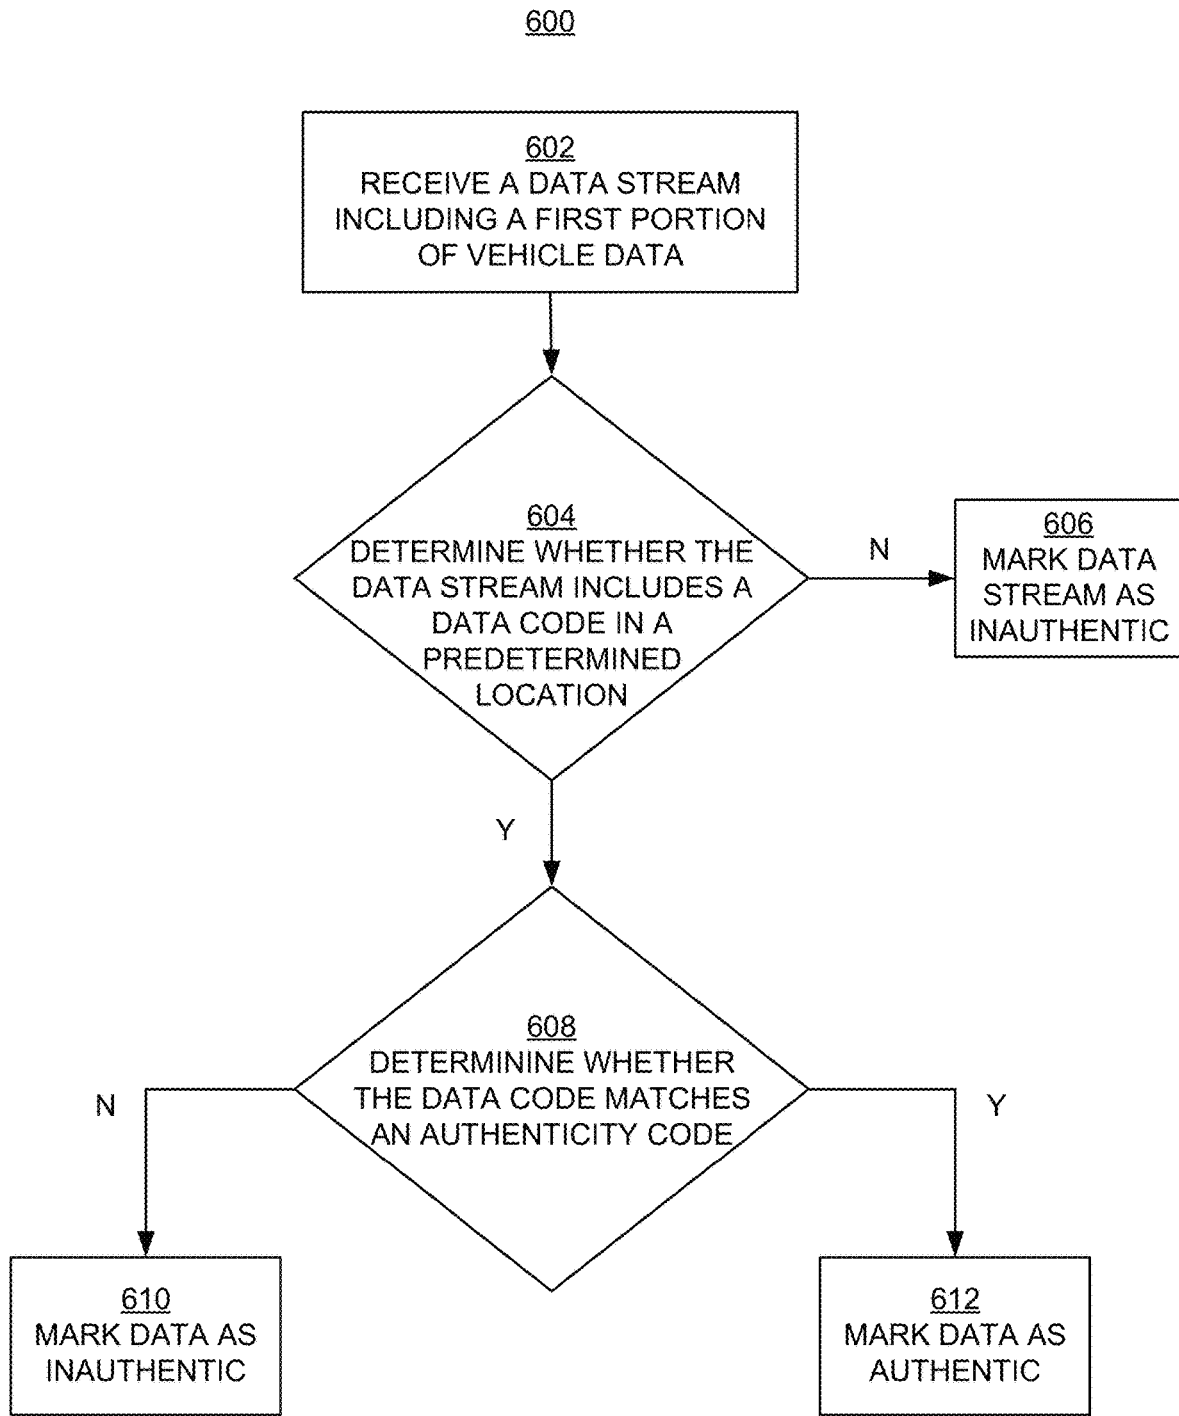 600
602
RECEIVE A DATA STREAM
INCLUDING A FIRST PORTION
OF VEHICLE DATA
604
DETERMINE WHETHER THE
DATA STREAM INCLUDES A
DATA CODE IN A
PREDETERMINED
LOCATION
N
606
MARK DATA
STREAM AS
INAUTHENTIC
Y
608
DETERMININE WHETHER
THE DATA CODE MATCHES
AN AUTHENTICITY CODE
N
Y
610
MARK DATA AS
INAUTHENTIC
612
MARK DATA AS
AUTHENTIC